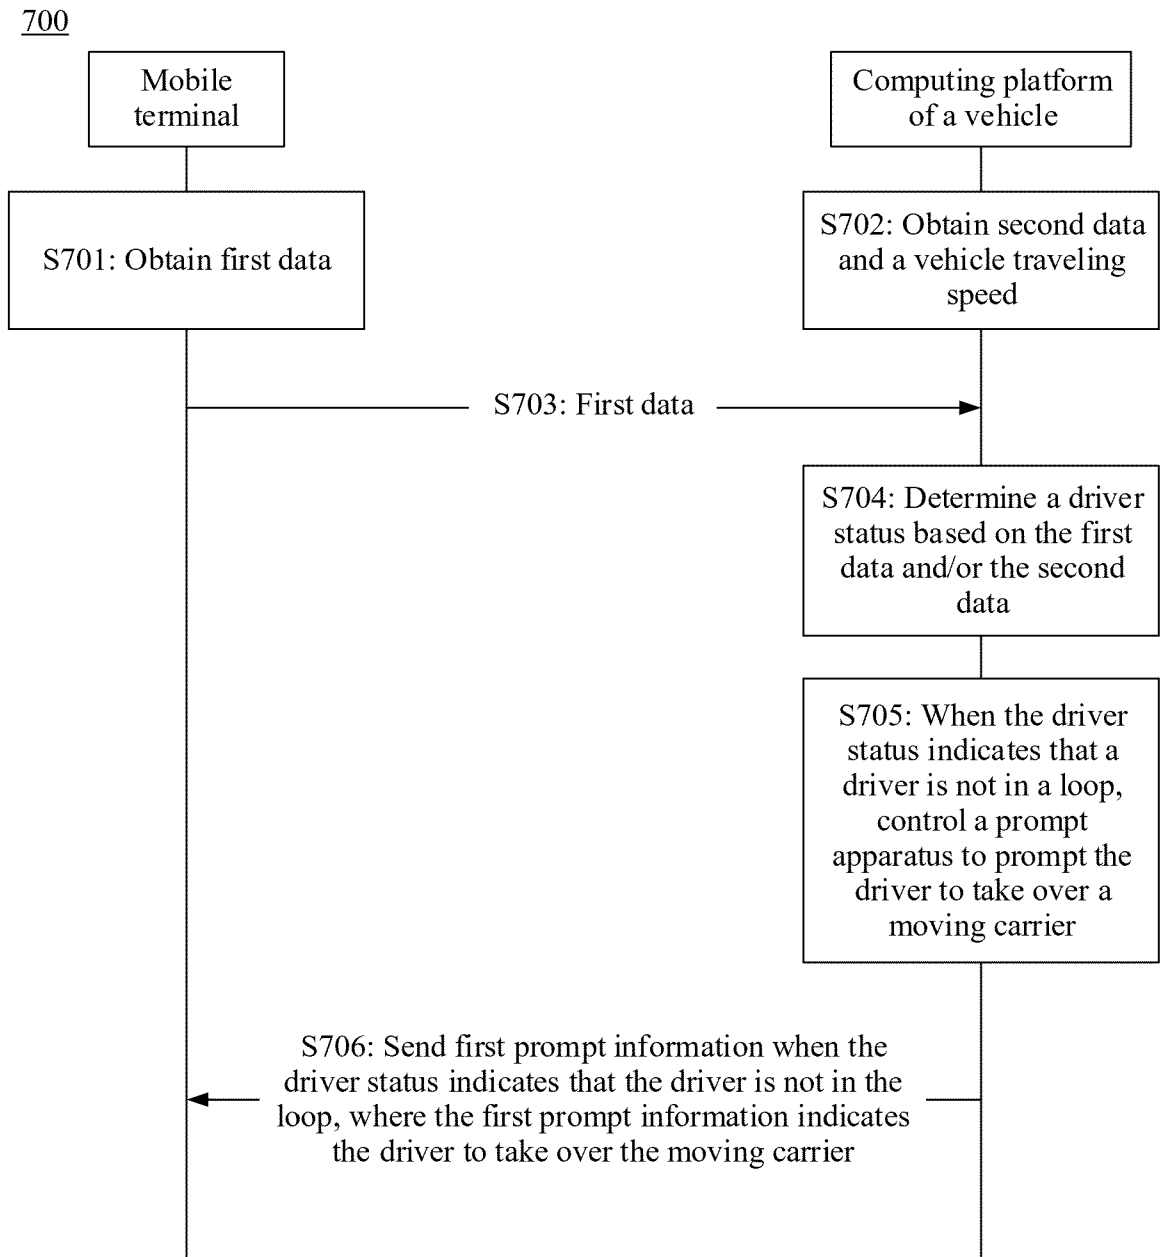 700
Mobile
terminal
Computing platform
of a vehicle
S701: Obtain first data
S702: Obtain second data
and a vehicle traveling
speed
S703: First data
S704: Determine a driver
status based on the first
data and/or the second
data
S705: When the driver
status indicates that a
driver is not in a loop,
control a prompt
apparatus to prompt the
driver to take over a
moving carrier
S706: Send first prompt information when the
driver status indicates that the driver is not in the
loop, where the first prompt information indicates
the driver to take over the moving carrier